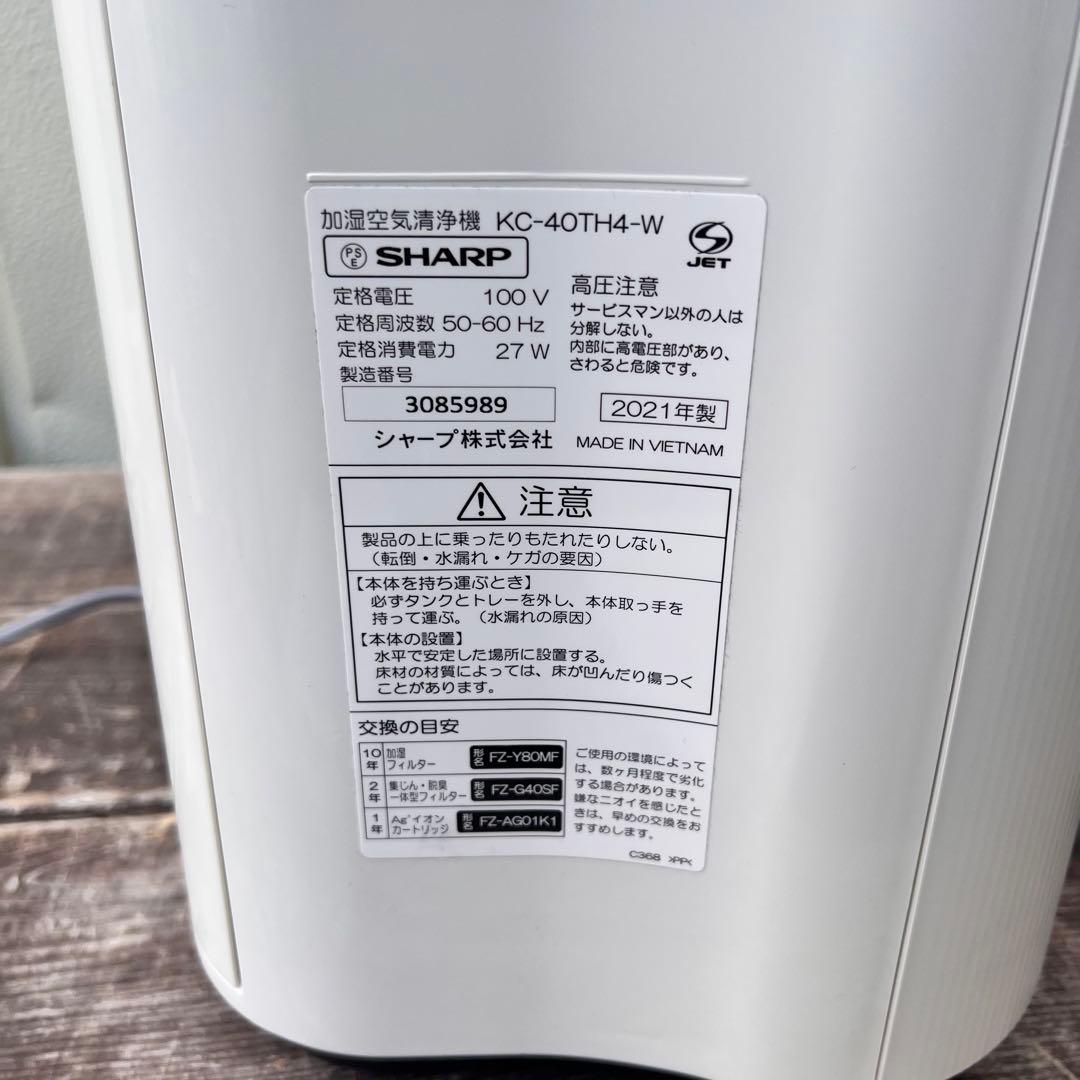 加湿空気清浄機 KC-40TH4-W
PS E SHARP
JET
定格電圧 100 V
定格周波数 50-60 Hz
定格消費電力 27 W
製造番号
3085989
シャープ株式会社
高圧注意
サービスマン以外の人は
分解しない。
内部に高電圧部があり、
さわると危険です。
2021年製
MADE IN VIETNAM
注意
製品の上に乗ったりもたれたりしない。
（転倒・水漏れ・ケガの要因）
【本体を持ち運ぶとき】
必ずタンクとトレーを外し、本体取っ手を
持って運ぶ。（水漏れの原因）
【本体の設置】
水平で安定した場所に設置する。
床材の材質によっては、床が凹んだり傷つく
ことがあります。
交換の目安
10年 加湿フィルター 形名 FZ-Y80MF
2年 集じん・脱臭一体型フィルター 形名 FZ-G40SF
1年 Ag⁺イオンカートリッジ 形名 FZ-AG01K1
ご使用の環境によって
は、数ヶ月程度で劣化
する場合があります。
嫌なニオイを感じたと
きは、早めの交換をお
すすめします。
C368 >PP<